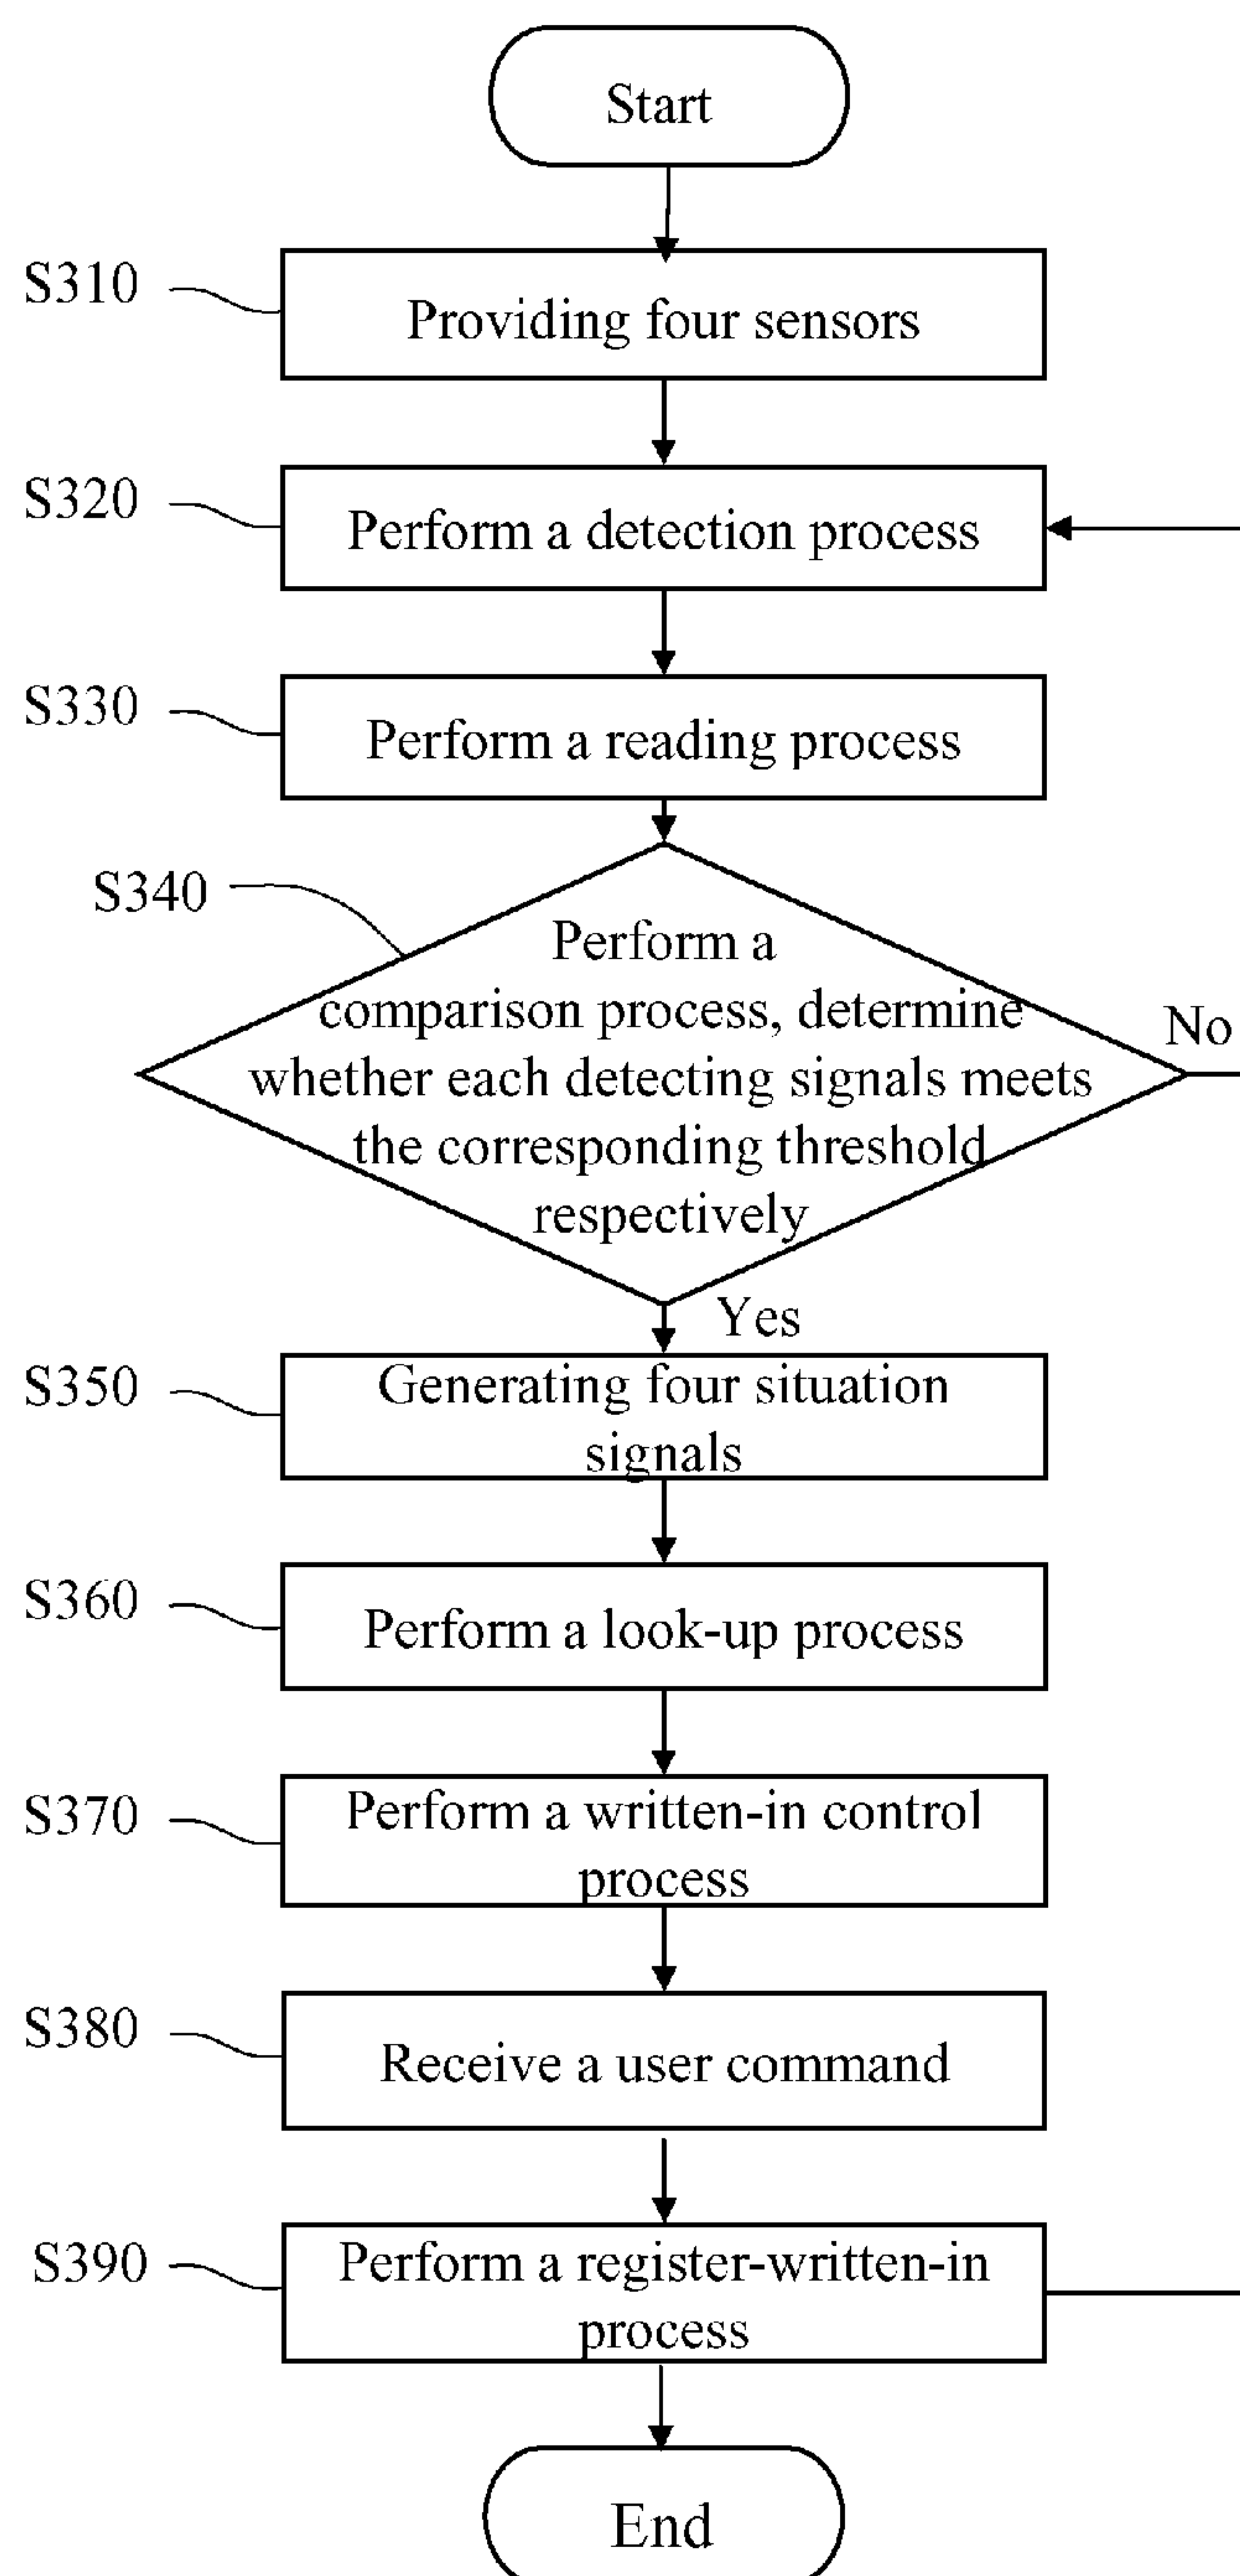 Start
S310
Providing four sensors
S320
Perform a detection process
S330
Perform a reading process
S340
Perform a
comparison process, determine
whether each detecting signals meets
the corresponding threshold
respectively
No
Yes
S350
Generating four situation
signals
S360
Perform a look-up process
S370
Perform a written-in control
process
S380
Receive a user command
S390
Perform a register-written-in
process
End